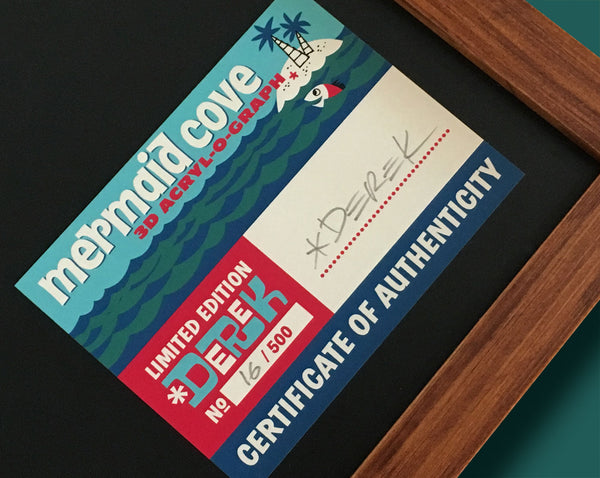 mermaid cove
3D ACRYL-O-GRAPH
*DEREK
LIMITED EDITION
*DEREK
No 16 / 500
CERTIFICATE OF AUTHENTICITY